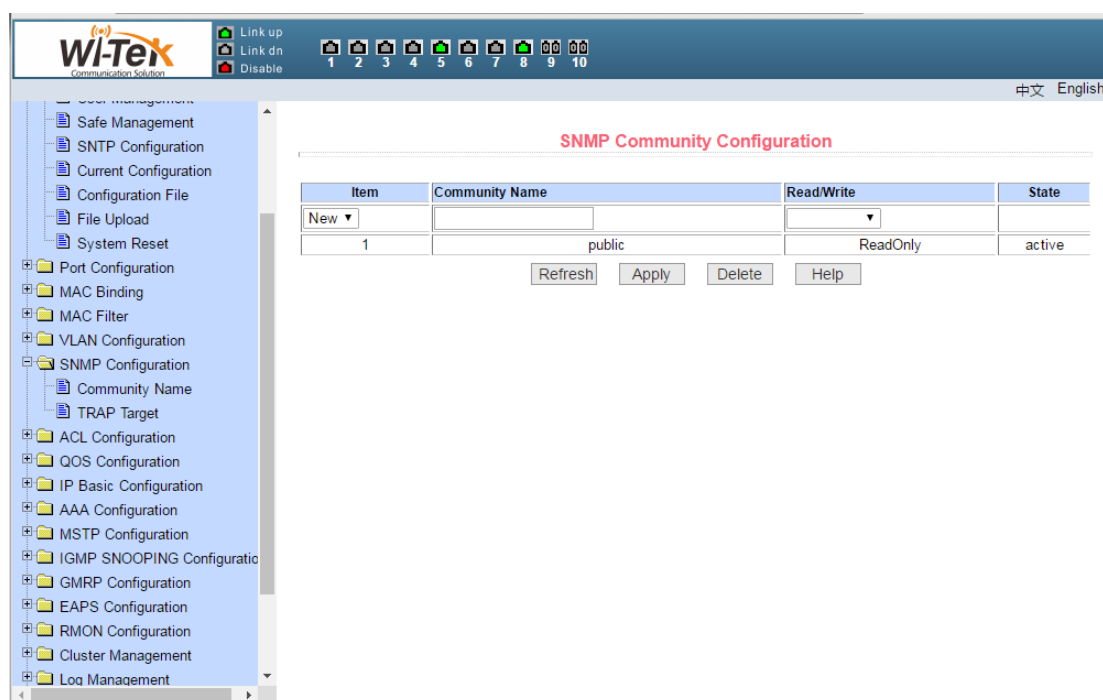 WI-TEK
Communication Solution
Link up
Link dn
Disable
1 2 3 4 5 6 7 8 9 10
中文 English
User Management
Safe Management
SNTP Configuration
Current Configuration
Configuration File
File Upload
System Reset
Port Configuration
MAC Binding
MAC Filter
VLAN Configuration
SNMP Configuration
Community Name
TRAP Target
ACL Configuration
QOS Configuration
IP Basic Configuration
AAA Configuration
MSTP Configuration
IGMP SNOOPING Configuratio
GMRP Configuration
EAPS Configuration
RMON Configuration
Cluster Management
Log Management
SNMP Community Configuration
Item Community Name Read/Write State
New
1 public ReadOnly active
Refresh Apply Delete Help